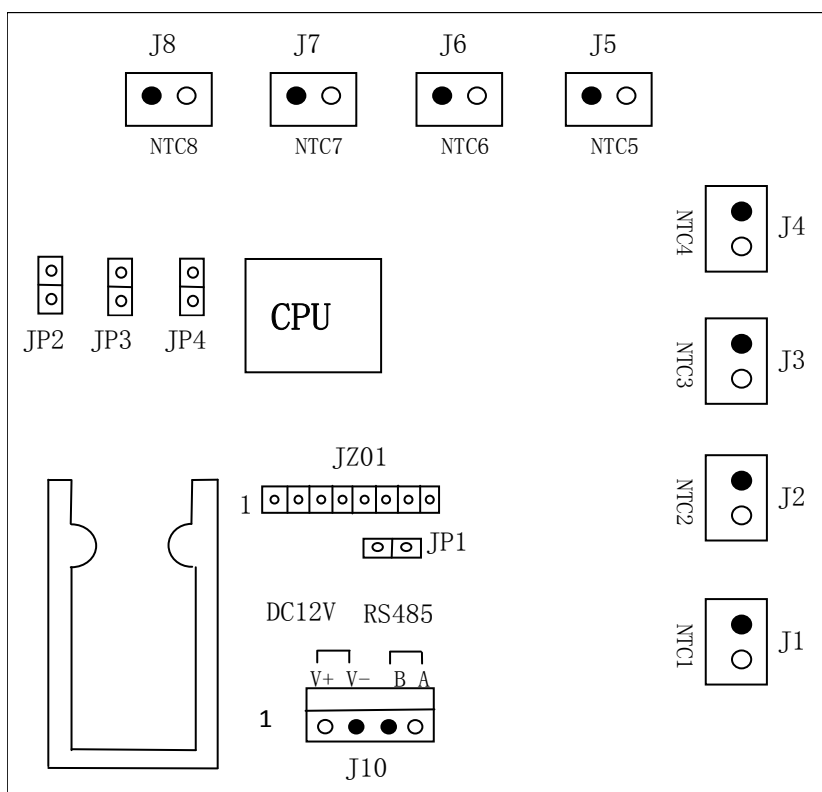 J8 J7 J6 J5
NTC8 NTC7 NTC6 NTC5
NTC4 J4
JP2 JP3 JP4
CPU
NTC3 J3
JZ01
1
NTC2 J2
JP1
DC12V RS485
NTC1 J1
V+ V- B A
1
J10